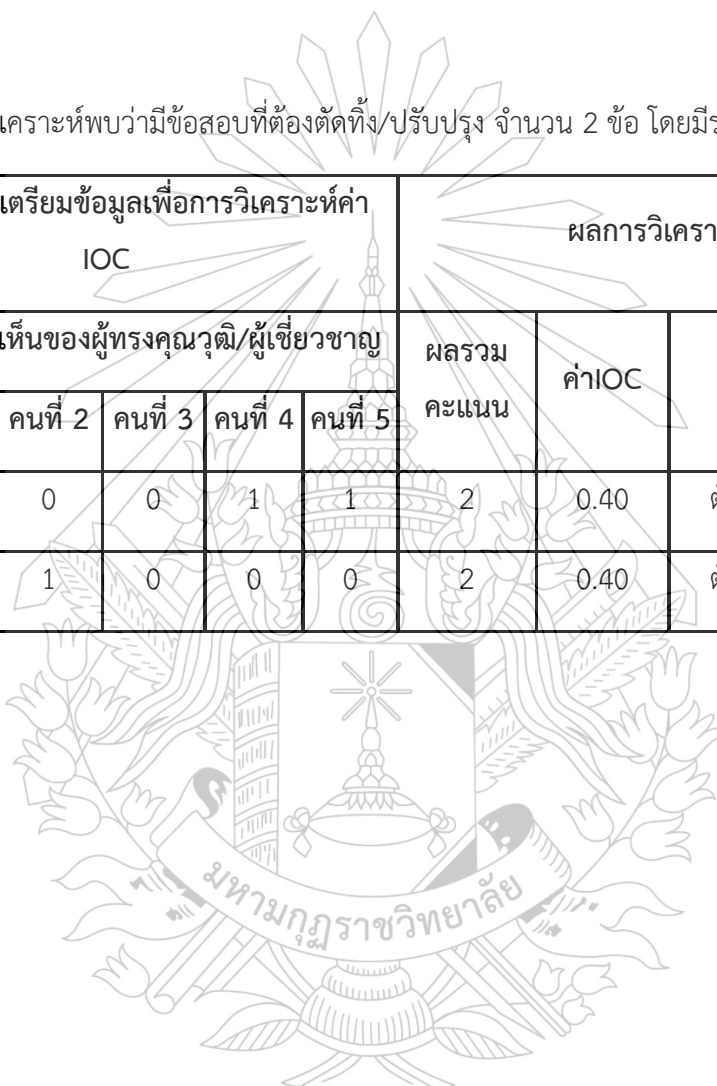 เคราะห์พบว่ามีข้อสอบที่ต้องตัดทิ้ง/ปรับปรุง จำนวน 2 ข้อ โดยมีร
เตรียมข้อมูลเพื่อการวิเคราะห์ค่า
IOC
ผลการวิเครา
เห็นของผู้ทรงคุณวุฒิ/ผู้เชี่ยวชาญ
ผลรวม
คะแนน
ค่าIOC
คนที่ 2 คนที่ 3 คนที่ 4 คนที่ 5
0 0 1 1 2 0.40 ต้
1 0 0 0 2 0.40 ต้
มหามกุฏราชวิทยาลัย